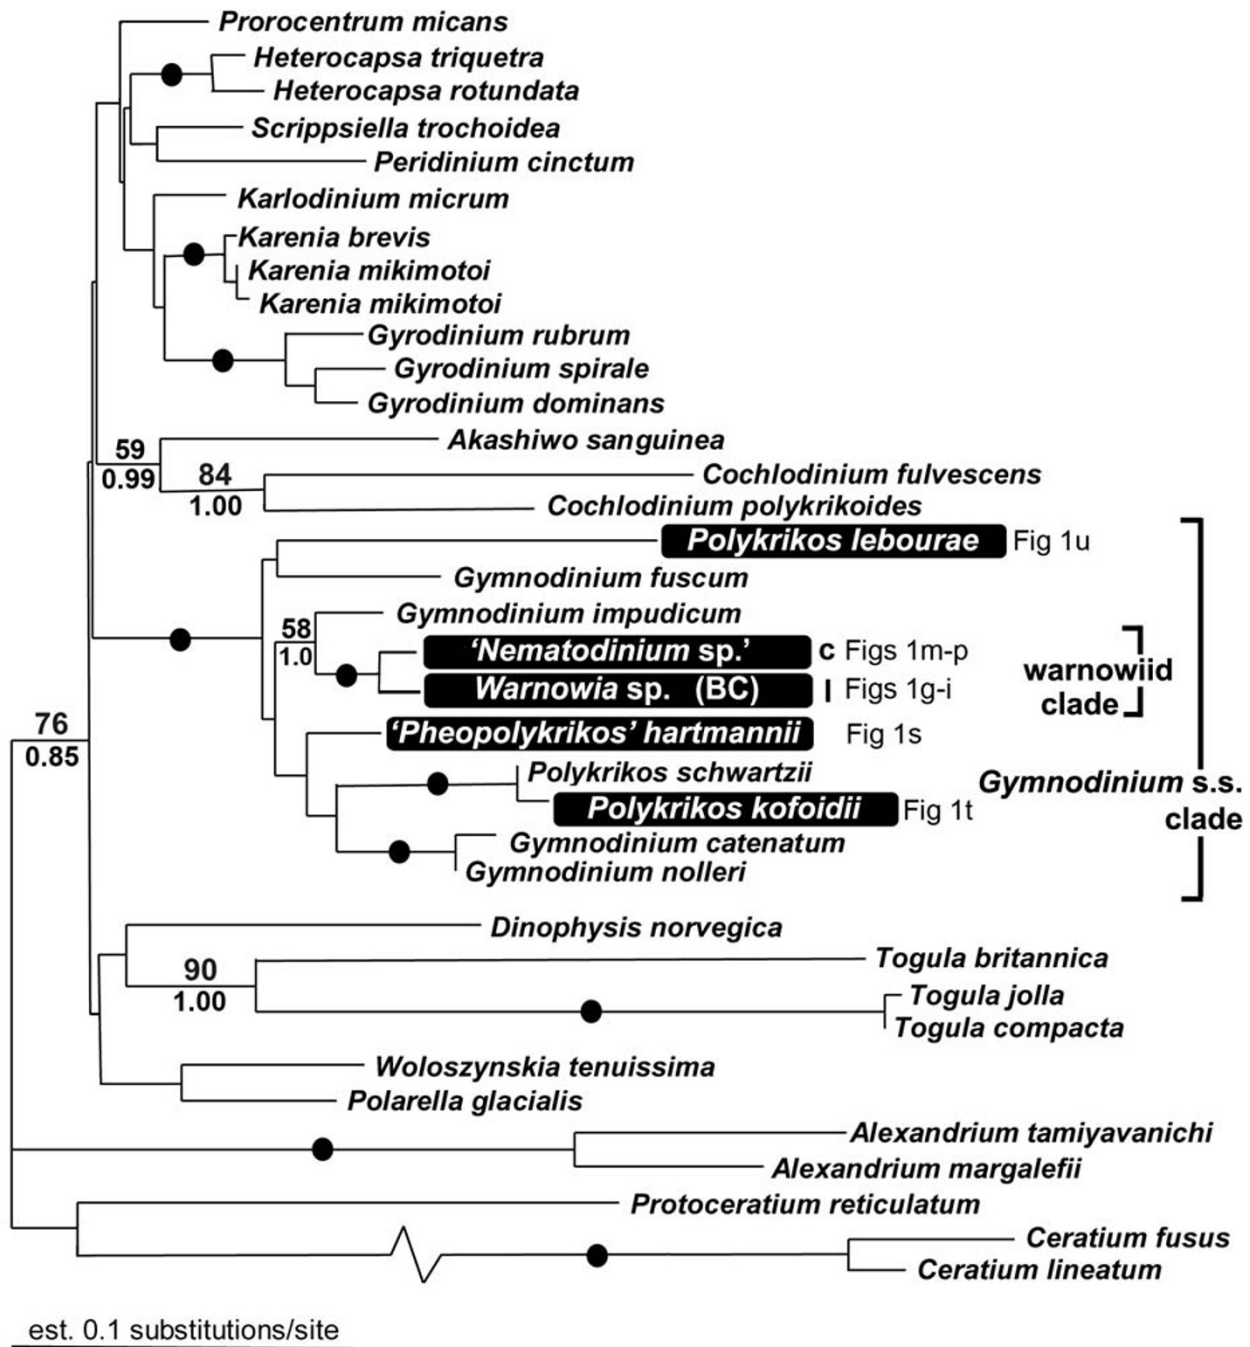 Prorocentrum micans
Heterocapsa triquetra
Heterocapsa rotundata
Scrippsiella trochoidea
Peridinium cinctum
Karlodinium micrum
Karenia brevis
Karenia mikimotoi
Karenia mikimotoi
Gyrodinium rubrum
Gyrodinium spirale
Gyrodinium dominans
Akashiwo sanguinea
59
0.99
84
1.00
Cochlodinium fulvescens
Cochlodinium polykrikoides
Polykrikos lebourae Fig 1u
Gymnodinium fuscum
Gymnodinium impudicum
58
1.0
‘Nematodinium sp.’ c Figs 1m-p
Warnowia sp. (BC) l Figs 1g-i
warnowiid
clade
‘Pheopolykrikos’ hartmannii Fig 1s
76
0.85
Polykrikos schwartzii
Polykrikos kofoidii Fig 1t
Gymnodinium s.s.
clade
Gymnodinium catenatum
Gymnodinium nolleri
Dinophysis norvegica
90
1.00
Togula britannica
Togula jolla
Togula compacta
Woloszynskia tenuissima
Polarella glacialis
Alexandrium tamiyavanichi
Alexandrium margalefii
Protoceratium reticulatum
Ceratium fusus
Ceratium lineatum
est. 0.1 substitutions/site